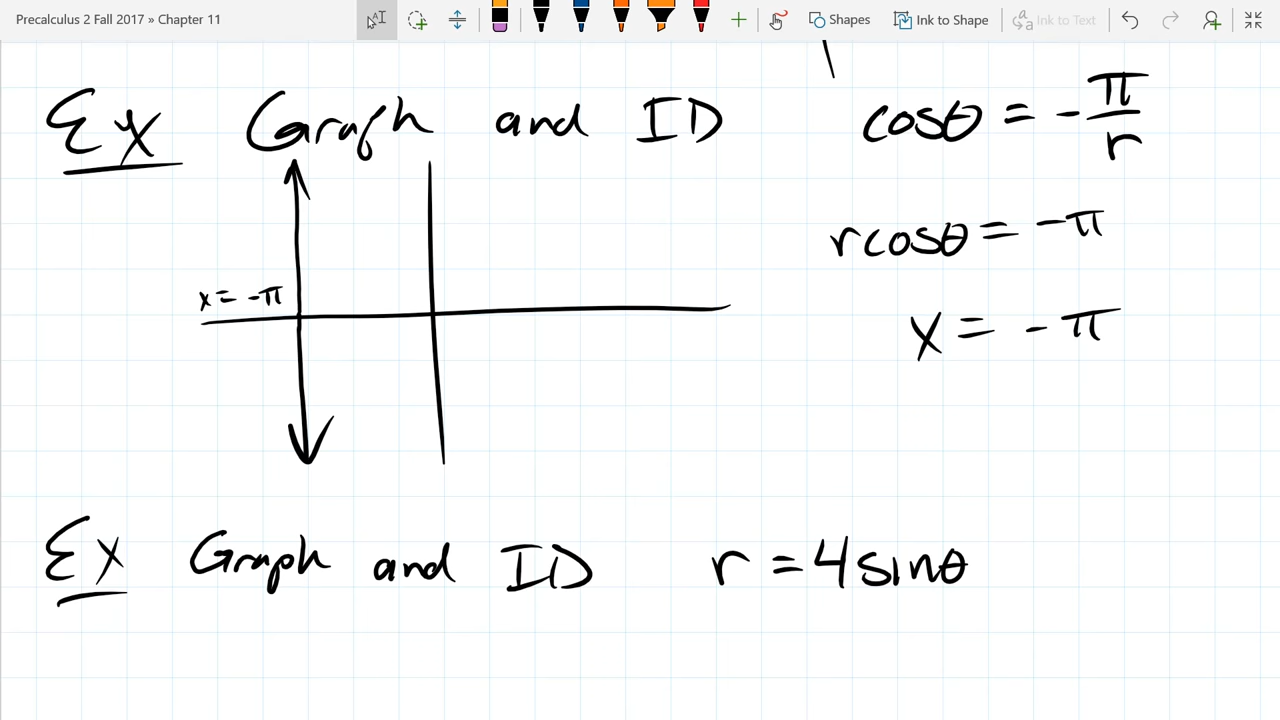 Precalculus 2 Fall 2017 » Chapter 11
Shapes
Ink to Shape
Ink to Text
Ex Graph and ID cosθ = -π/r
rcosθ = -π
x = -π
x = -π
Ex Graph and ID r = 4sinθ